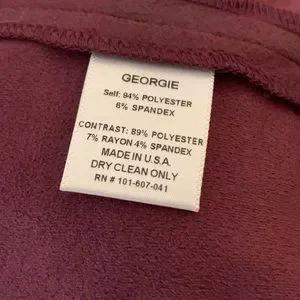 GEORGIE
Self: 94% POLYESTER
6% SPANDEX
CONTRAST: 89% POLYESTER
7% RAYON 4% SPANDEX
MADE IN U.S.A.
DRY CLEAN ONLY
RN # 101-607-041